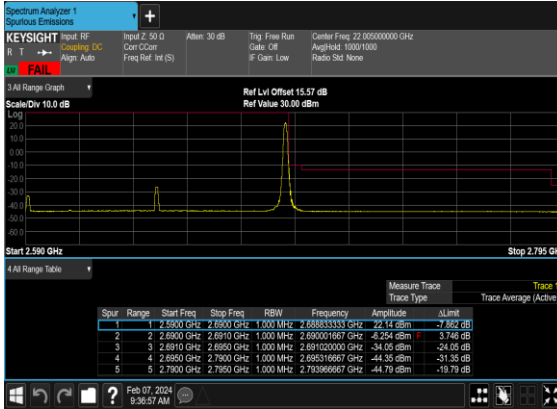 Spectrum Analyzer 1
Spurious Emissions
KEYSIGHT Input: RF Input Z: 50 Ω Atten: 30 dB Trig: Free Run Center Freq: 22.005000000 GHz
R T Coupling: DC Corr CCorr Gate: Off Avg|Hold: 1000/1000
Align: Auto Freq Ref: Int (S) IF Gain: Low Radio Std: None
FAIL
3 All Range Graph
Ref Lvl Offset 15.57 dB
Scale/Div 10.0 dB Ref Value 30.00 dBm
Log
20.0
10.0
0.00
-10.0
-20.0
-30.0
-40.0
-50.0
-60.0
Start 2.590 GHz Stop 2.795 GH
4 All Range Table
Measure Trace Trace 1
Trace Type Trace Average (Active
Spur Range Start Freq Stop Freq RBW Frequency Amplitude ΔLimit
1 1 2.5900 GHz 2.6900 GHz 1.000 MHz 2.688833333 GHz 22.14 dBm -7.862 dB
2 2 2.6900 GHz 2.6910 GHz 1.000 MHz 2.690001667 GHz -6.254 dBm F 3.746 dB
3 3 2.6910 GHz 2.6950 GHz 1.000 MHz 2.691020000 GHz -34.05 dBm -24.05 dB
4 4 2.6950 GHz 2.7900 GHz 1.000 MHz 2.695316667 GHz -44.35 dBm -31.35 dB
5 5 2.7900 GHz 2.7950 GHz 1.000 MHz 2.793966667 GHz -44.79 dBm -19.79 dB
Feb 07, 2024
9:36:57 AM